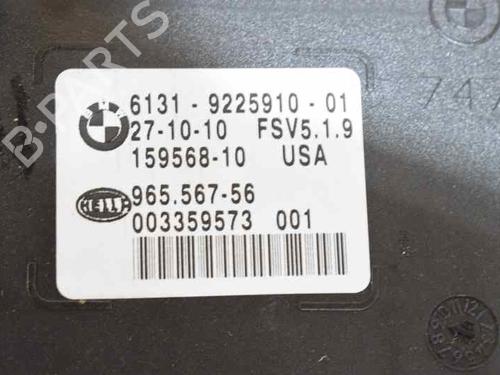 B-PARTS
6131 - 9225910 - 01
27-10-10 FSV5.1.9
159568-10 USA
HELLA
965.567-56
003359573 001